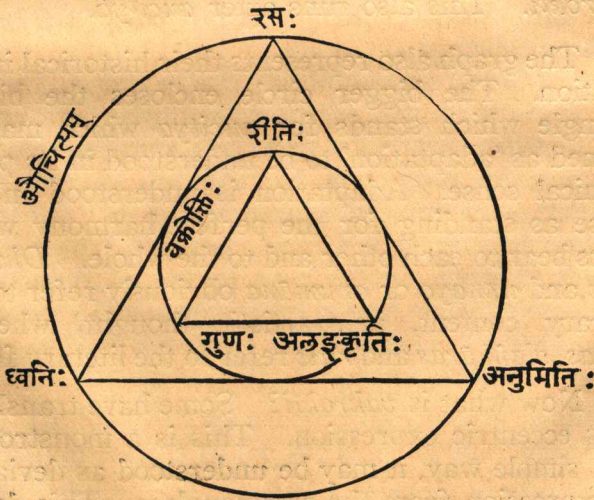 रसः
औचित्यम्
रीतिः
वक्रोक्तिः
गुणः अलङ्कृतिः
ध्वनिः
अनुमितिः